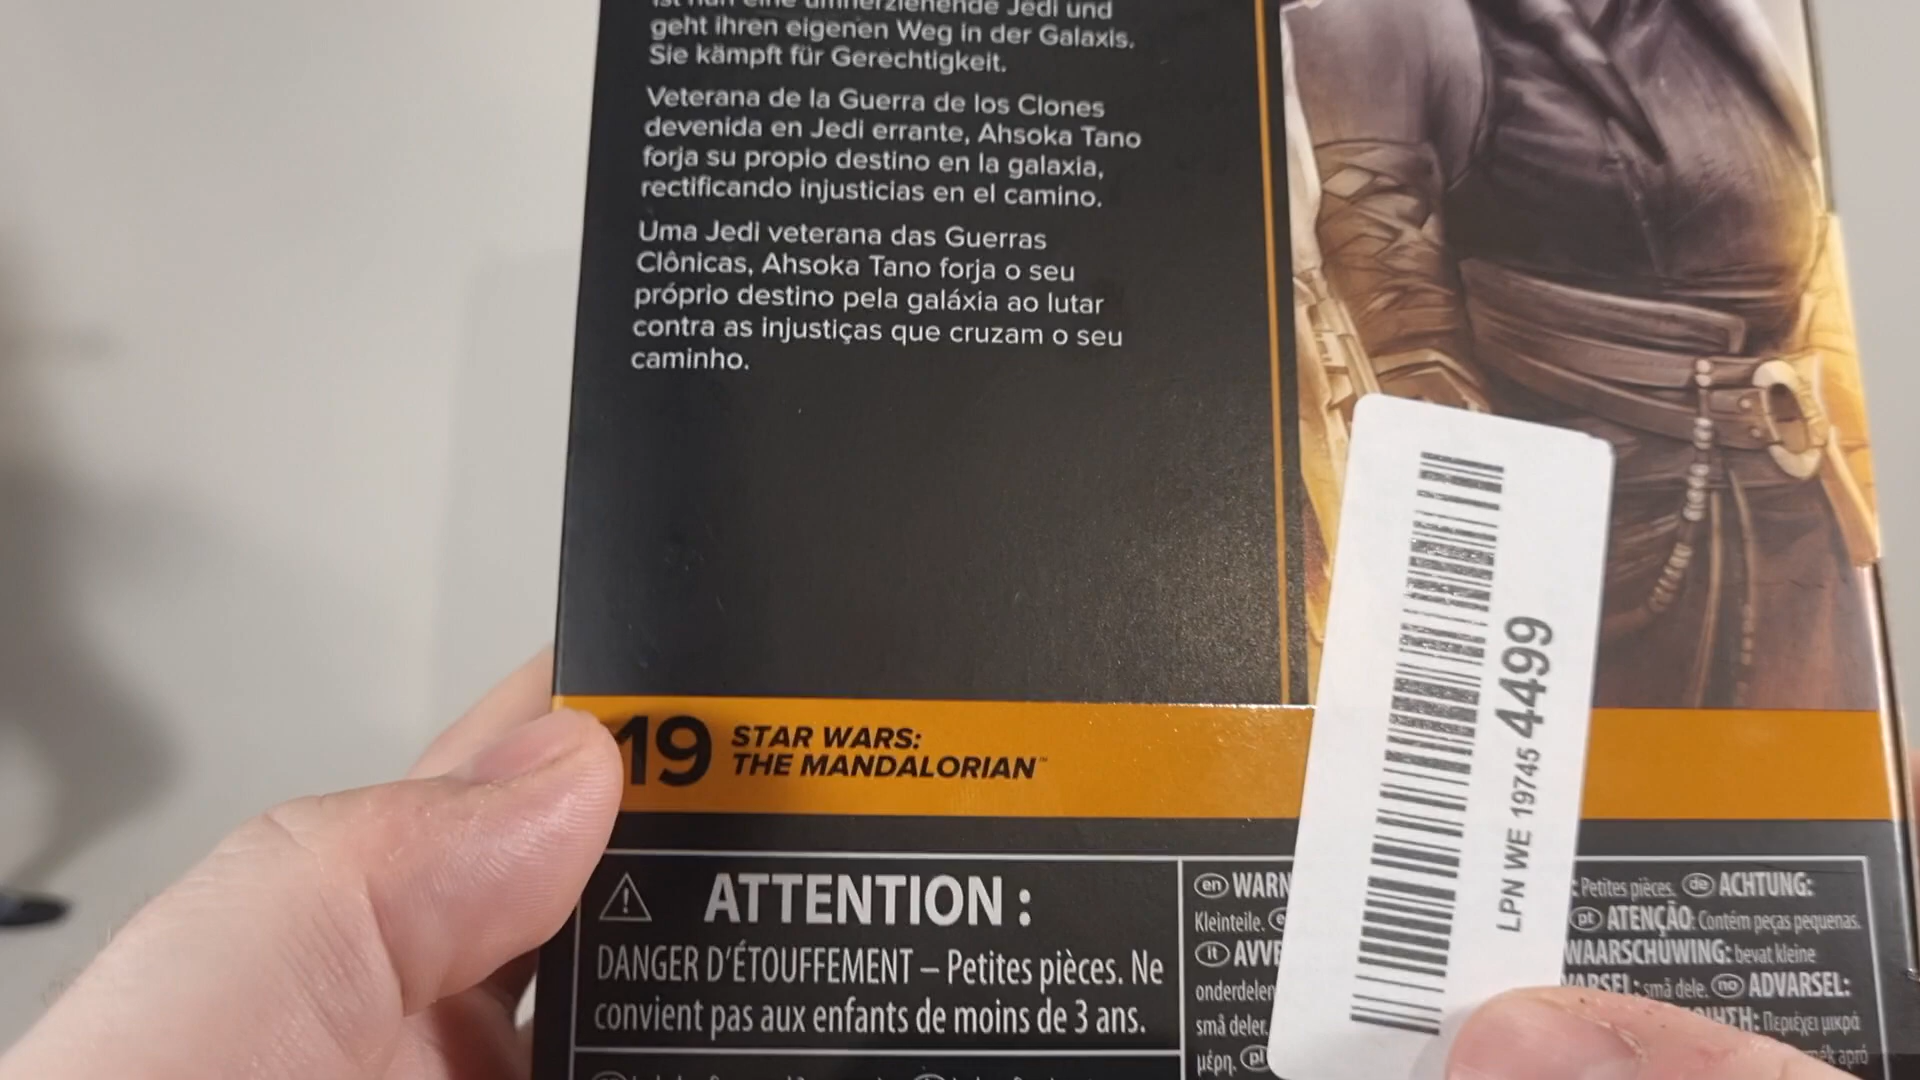 ist nun eine umherziehende Jedi und
geht ihren eigenen Weg in der Galaxis.
Sie kämpft für Gerechtigkeit.
Veterana de la Guerra de los Clones
devenida en Jedi errante, Ahsoka Tano
forja su propio destino en la galaxia,
rectificando injusticias en el camino.
Uma Jedi veterana das Guerras
Clônicas, Ahsoka Tano forja o seu
próprio destino pela galáxia ao lutar
contra as injustiças que cruzam o seu
caminho.
19 STAR WARS:
THE MANDALORIAN™
LPN WE 19745 4499
ATTENTION :
DANGER D'ÉTOUFFEMENT – Petites pièces. Ne
convient pas aux enfants de moins de 3 ans.
en WARN
Kleinteile.
it AVVE
onderdelen
små deler.
μέρη. pl
: Petites pièces. de ACHTUNG:
pt ATENÇÃO: Contém peças pequenas.
WAARSCHUWING: bevat kleine
VARSEL: små dele. no ADVARSEL:
Περιέχει μικρά
apró